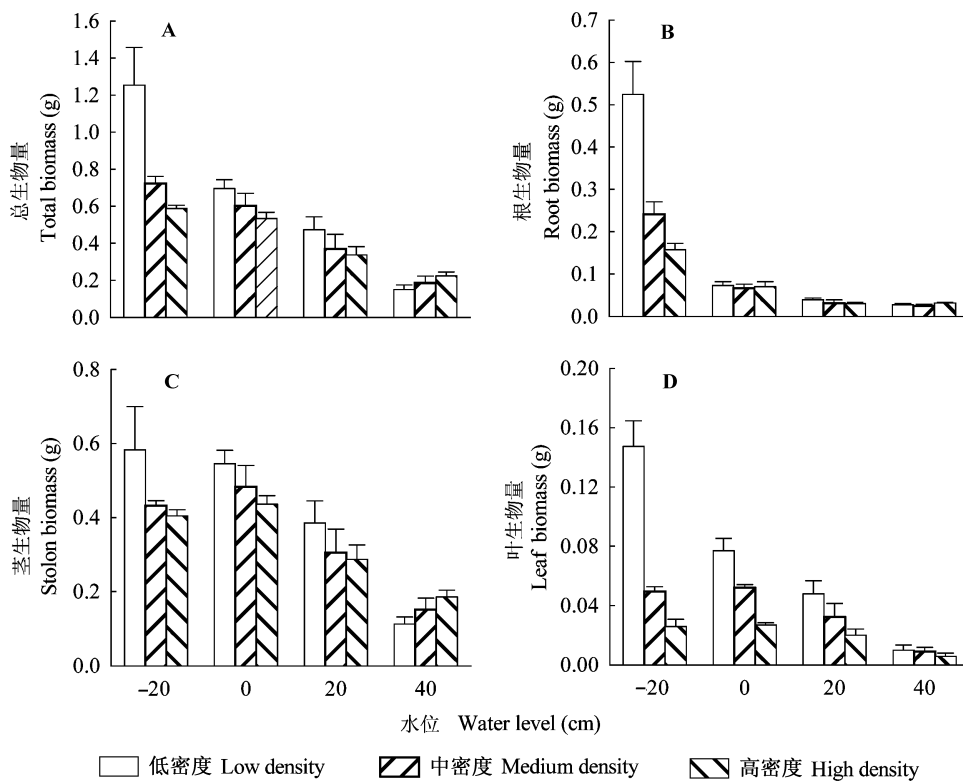 A
总生物量
Total biomass (g)
1.6
1.4
1.2
1.0
0.8
0.6
0.4
0.2
0.0
B
根生物量
Root biomass (g)
0.7
0.6
0.5
0.4
0.3
0.2
0.1
0.0
C
茎生物量
Stolon biomass (g)
0.8
0.6
0.4
0.2
0.0
−20 0 20 40
D
叶生物量
Leaf biomass (g)
0.20
0.16
0.12
0.08
0.04
0.00
−20 0 20 40
水位 Water level (cm)
低密度 Low density 中密度 Medium density 高密度 High density